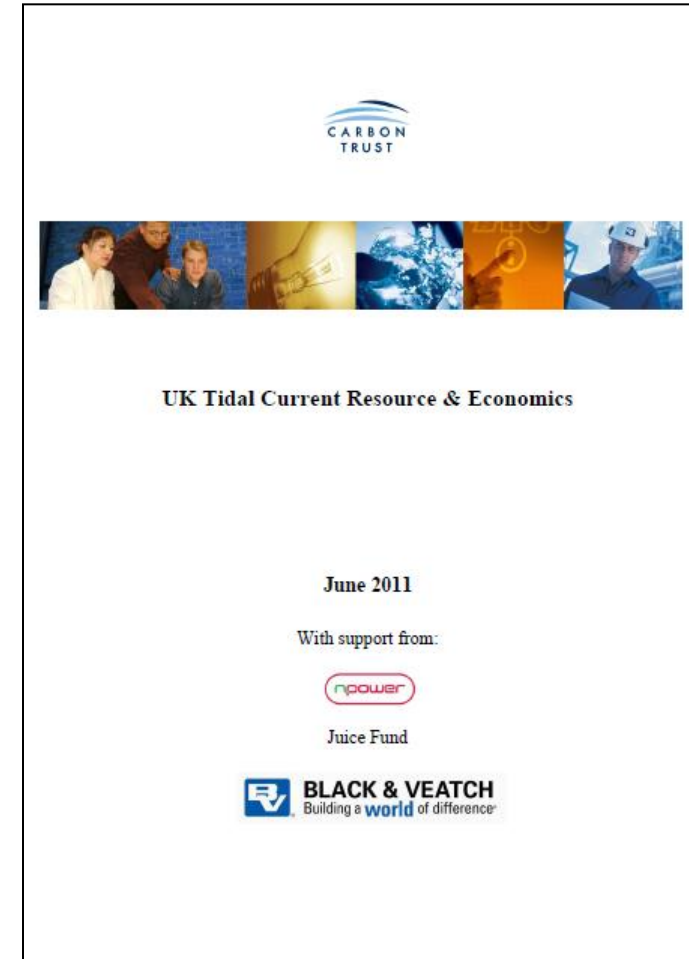 CARBON
TRUST
UK Tidal Current Resource & Economics
June 2011
With support from:
npower
Juice Fund
BV
BLACK & VEATCH
Building a world of difference